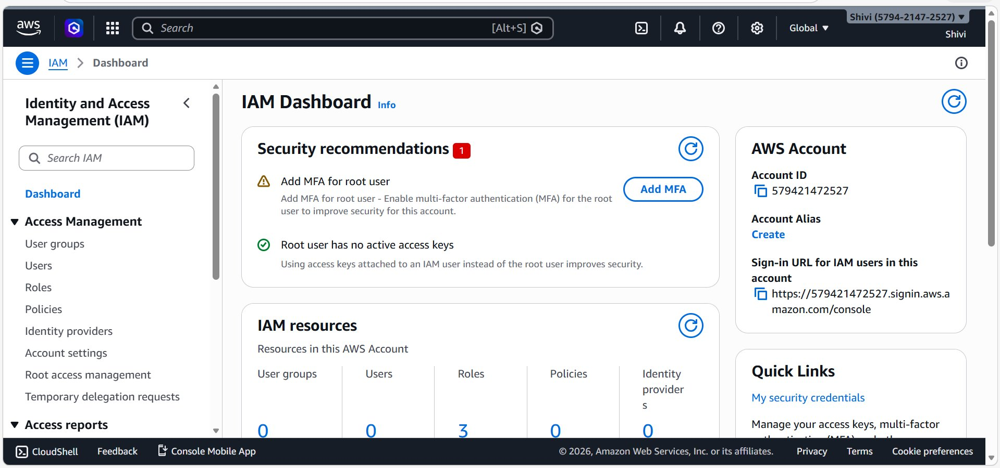 aws
Search
[Alt+S]
Global
Shivi (5794-2147-2527)
Shivi
IAM
Dashboard
Identity and Access
Management (IAM)
Search IAM
Dashboard
Access Management
User groups
Users
Roles
Policies
Identity providers
Account settings
Root access management
Temporary delegation requests
Access reports
IAM Dashboard
Info
Security recommendations
1
Add MFA for root user
Add MFA for root user - Enable multi-factor authentication (MFA) for the root
user to improve security for this account.
Add MFA
Root user has no active access keys
Using access keys attached to an IAM user instead of the root user improves security.
IAM resources
Resources in this AWS Account
User groups
Users
Roles
Policies
Identity
provider
s
0
0
3
0
0
AWS Account
Account ID
579421472527
Account Alias
Create
Sign-in URL for IAM users in this
account
https://579421472527.signin.aws.a
mazon.com/console
Quick Links
My security credentials
Manage your access keys, multi-factor
CloudShell
Feedback
Console Mobile App
© 2026, Amazon Web Services, Inc. or its affiliates.
Privacy
Terms
Cookie preferences